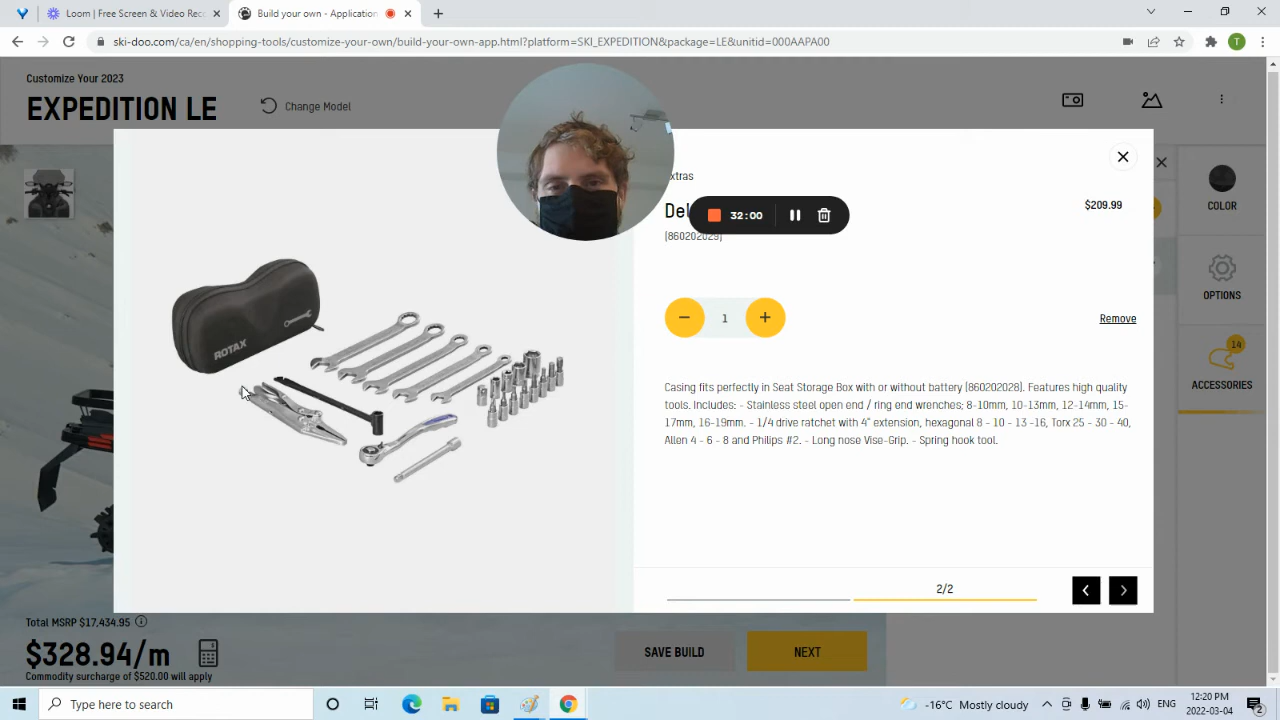 Loom | Free Screen & Video Reco
Build your own - Application
ski-doo.com/ca/en/shopping-tools/customize-your-own/build-your-own-app.html?platform=SKI_EXPEDITION&package=LE&unitid=000AAPA00
T
Customize Your 2023
EXPEDITION LE
Change Model
xtras
Del
32:00
$209.99
(860202029)
1
Remove
COLOR
OPTIONS
14
ACCESSORIES
ROTAX
Casing fits perfectly in Seat Storage Box with or without battery (860202028). Features high quality
tools. Includes: - Stainless steel open end / ring end wrenches; 8-10mm, 10-13mm, 12-14mm, 15-
17mm, 16-19mm. - 1/4 drive ratchet with 4" extension, hexagonal 8 - 10 - 13 -16, Torx 25 - 30 - 40,
Allen 4 - 6 - 8 and Philips #2. - Long nose Vise-Grip. - Spring hook tool.
2/2
Total MSRP $17,434.95
$328.94/m
Commodity surcharge of $520.00 will apply
SAVE BUILD
NEXT
Type here to search
-16°C Mostly cloudy
ENG
12:20 PM
2022-03-04
2